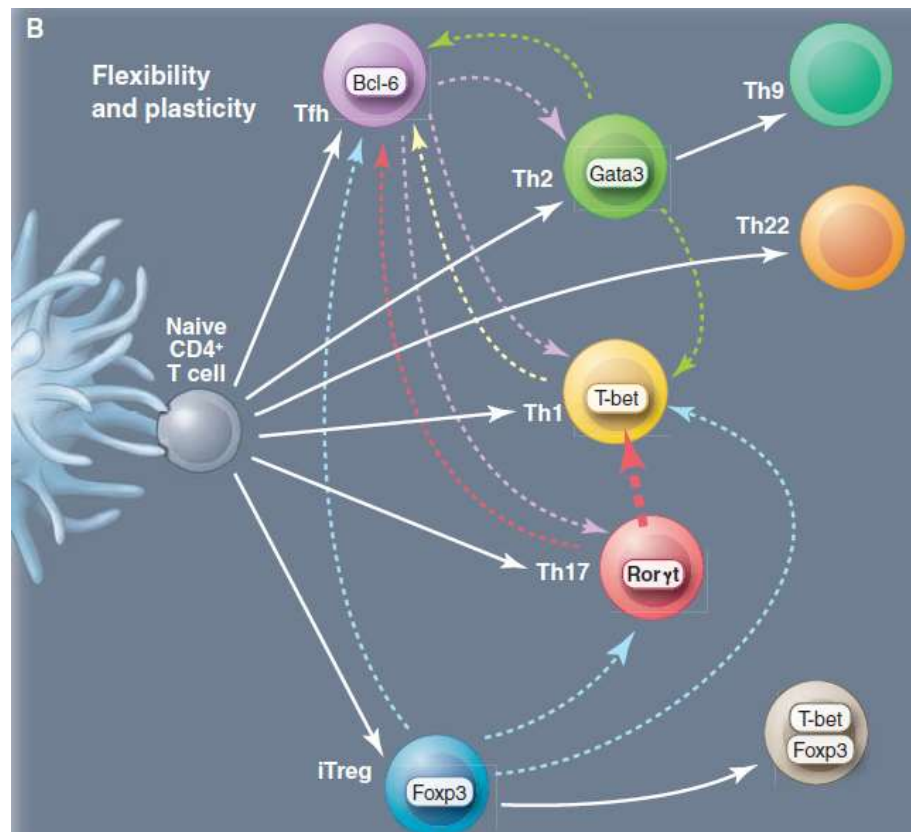 B
Flexibility
and plasticity
Bcl-6
Tfh
Th9
Th2
Gata3
Th22
Naive
CD4⁺
T cell
T-bet
Th1
Th17
Rorγt
T-bet
Foxp3
iTreg
Foxp3